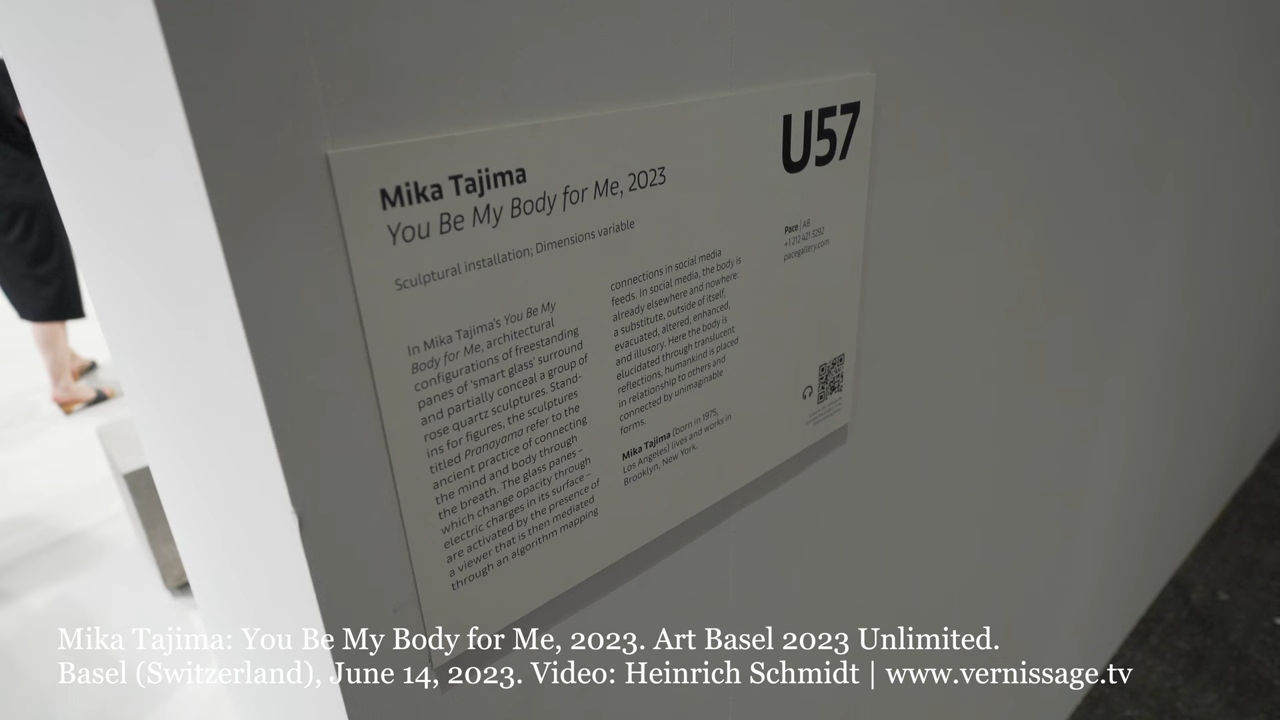 Mika Tajima
You Be My Body for Me, 2023
Sculptural installation; Dimensions variable
In Mika Tajima's You Be My
Body for Me, architectural
configurations of freestanding
panes of 'smart glass' surround
and partially conceal a group of
rose quartz sculptures. Stand-
ins for figures, the sculptures
titled Pranayama refer to the
ancient practice of connecting
the mind and body through
the breath. The glass panes –
which change opacity through
electric charges in its surface –
are activated by the presence of
a viewer that is then mediated
through an algorithm mapping
connections in social media
feeds. In social media, the body is
already elsewhere and nowhere:
a substitute, outside of itself,
evacuated, altered, enhanced,
and illusory. Here the body is
elucidated through translucent
reflections, humankind is placed
in relationship to others and
connected by unimaginable
forms.
Mika Tajima (born in 1975,
Los Angeles) lives and works in
Brooklyn, New York.
U57
Pace | A8
+1 212 421 3292
pacegallery.com
Mika Tajima: You Be My Body for Me, 2023. Art Basel 2023 Unlimited.
Basel (Switzerland), June 14, 2023. Video: Heinrich Schmidt | www.vernissage.tv